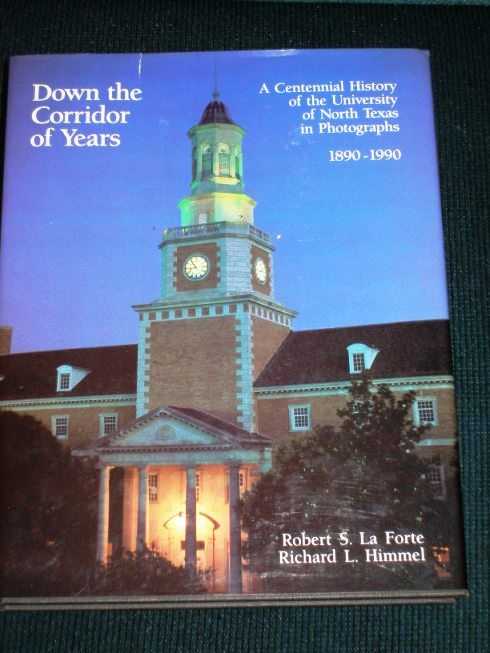 Down the
Corridor
of Years
A Centennial History
of the University
of North Texas
in Photographs
1890-1990
Robert S. La Forte
Richard L. Himmel